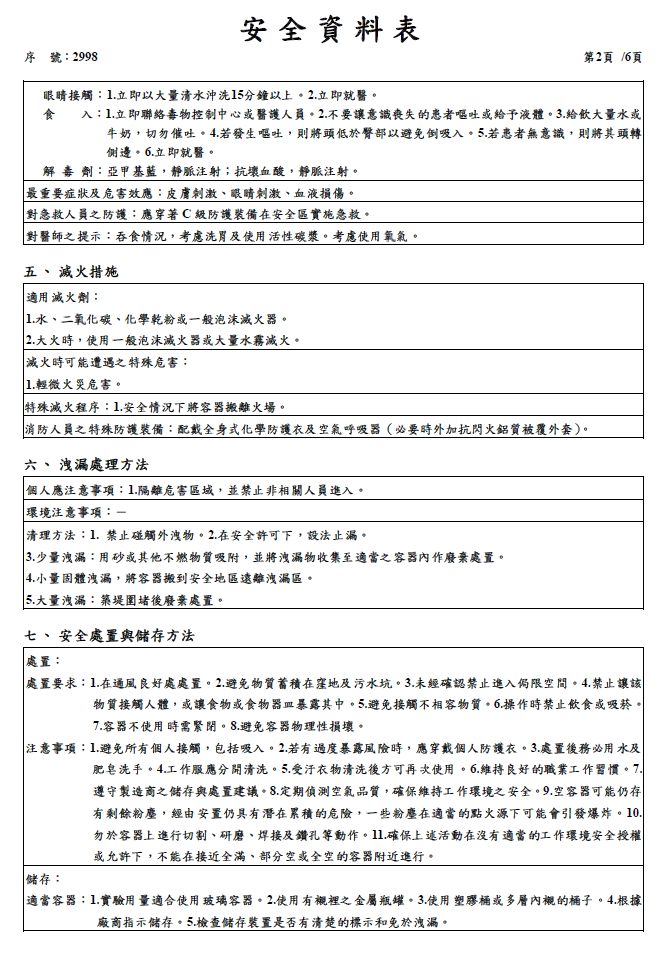 安 全 資 料 表
序 號：2998 第2頁 /6頁
眼睛接觸：1.立即以大量清水沖洗15分鐘以上。2.立即就醫。
食 入：1.立即聯絡毒物控制中心或醫護人員。2.不要讓意識喪失的患者嘔吐或給予液體。3.給飲大量水或
牛奶，切勿催吐。4.若發生嘔吐，則將頭低於臀部以避免倒吸入。5.若患者無意識，則將其頭轉
側邊。6.立即就醫。
解 毒 劑：亞甲基藍，靜脈注射；抗壞血酸，靜脈注射。
最重要症狀及危害效應：皮膚刺激、眼睛刺激、血液損傷。
對急救人員之防護：應穿著 C 級防護裝備在安全區實施急救。
對醫師之提示：吞食情況，考慮洗胃及使用活性碳漿。考慮使用氧氣。
五、 滅火措施
適用滅火劑：
1.水、二氧化碳、化學乾粉或一般泡沫滅火器。
2.大火時，使用一般泡沫滅火器或大量水霧滅火。
滅火時可能遭遇之特殊危害：
1.輕微火災危害。
特殊滅火程序：1.安全情況下將容器搬離火場。
消防人員之特殊防護裝備：配戴全身式化學防護衣及空氣呼吸器（必要時外加抗閃火鋁質被覆外套）。
六、 洩漏處理方法
個人應注意事項：1.隔離危害區域，並禁止非相關人員進入。
環境注意事項：－
清理方法：1. 禁止碰觸外洩物。2.在安全許可下，設法止漏。
3.少量洩漏：用砂或其他不燃物質吸附，並將洩漏物收集至適當之容器內作廢棄處置。
4.小量固體洩漏，將容器搬到安全地區遠離洩漏區。
5.大量洩漏：築堤圍堵後廢棄處置。
七、 安全處置與儲存方法
處置：
處置要求：1.在通風良好處處置。2.避免物質蓄積在窪地及污水坑。3.未經確認禁止進入侷限空間。4.禁止讓該
物質接觸人體，或讓食物或食物器皿暴露其中。5.避免接觸不相容物質。6.操作時禁止飲食或吸菸。
7.容器不使用時需緊閉。8.避免容器物理性損壞。
注意事項：1.避免所有個人接觸，包括吸入。2.若有過度暴露風險時，應穿戴個人防護衣。3.處置後務必用水及
肥皂洗手。4.工作服應分開清洗。5.受汙衣物清洗後方可再次使用。6.維持良好的職業工作習慣。7.
遵守製造商之儲存與處置建議。8.定期偵測空氣品質，確保維持工作環境之安全。9.空容器可能仍存
有剩餘粉塵，經由安置仍具有潛在累積的危險，一些粉塵在適當的點火源下可能會引發爆炸。10.
勿於容器上進行切割、研磨、焊接及鑽孔等動作。11.確保上述活動在沒有適當的工作環境安全授權
或允許下，不能在接近全滿、部分空或全空的容器附近進行。
儲存：
適當容器：1.實驗用量適合使用玻璃容器。2.使用有襯裡之金屬瓶罐。3.使用塑膠桶或多層內襯的桶子。4.根據
廠商指示儲存。5.檢查儲存裝置是否有清楚的標示和免於洩漏。